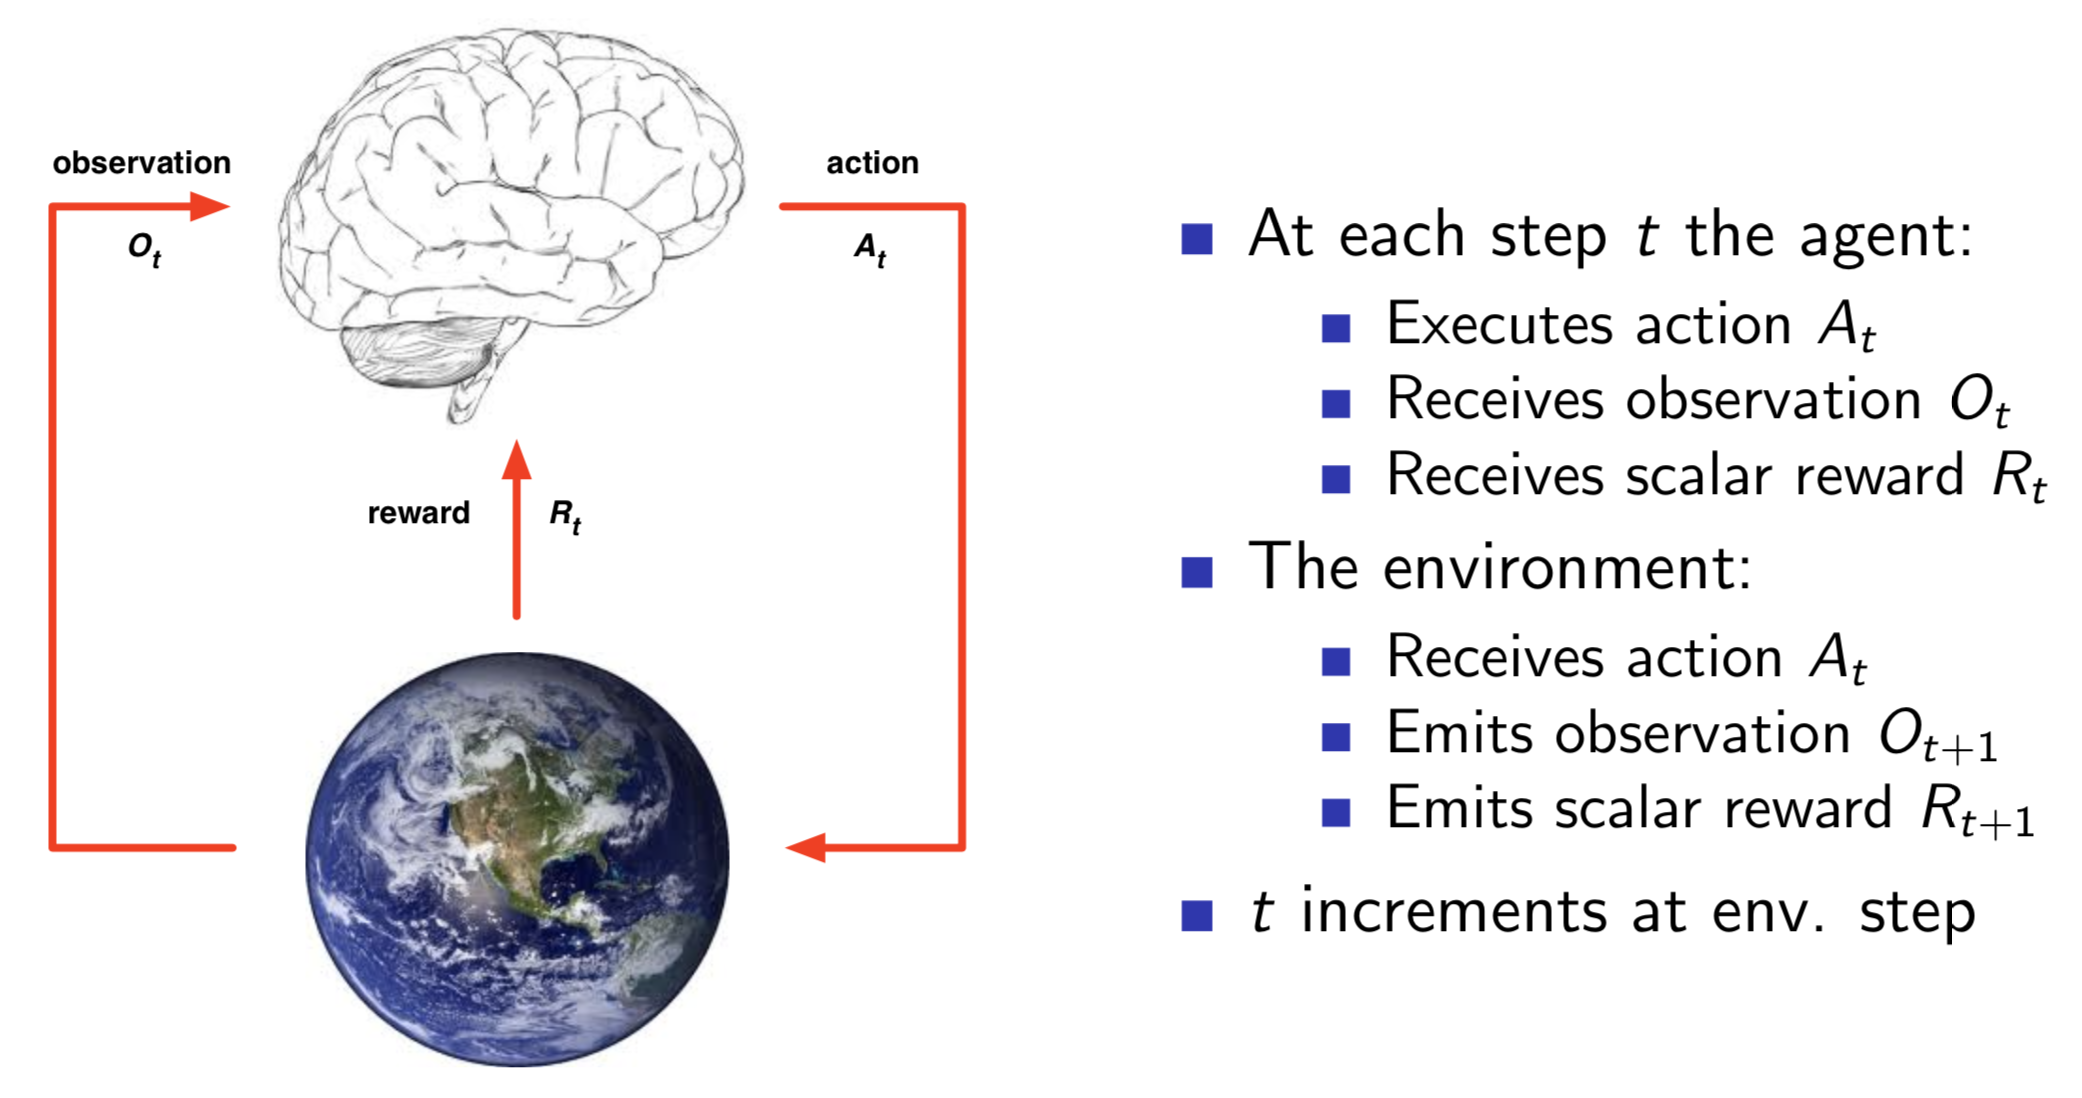 observation
O_t
action
A_t
reward
R_t
At each step t the agent:
Executes action A_t
Receives observation O_t
Receives scalar reward R_t
The environment:
Receives action A_t
Emits observation O_{t+1}
Emits scalar reward R_{t+1}
t increments at env. step